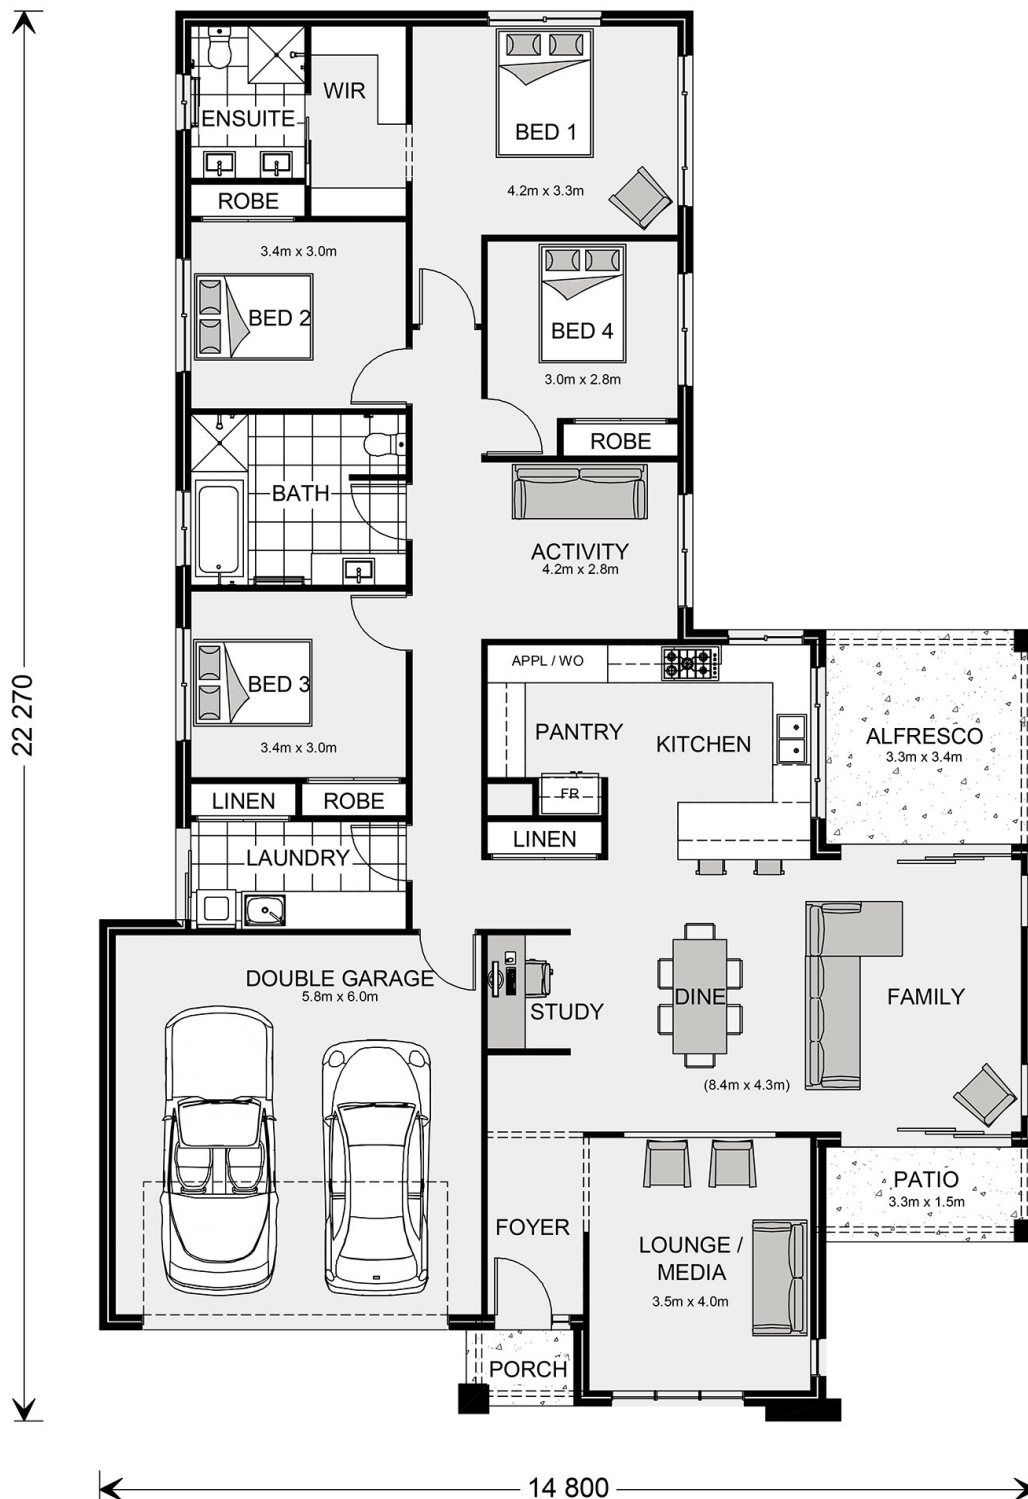 WIR
ENSUITE
BED 1
4.2m x 3.3m
ROBE
3.4m x 3.0m
BED 2
BED 4
3.0m x 2.8m
ROBE
BATH
ACTIVITY
4.2m x 2.8m
APPL / WO
BED 3
3.4m x 3.0m
PANTRY
KITCHEN
ALFRESCO
3.3m x 3.4m
22 270
FR
LINEN
ROBE
LINEN
LAUNDRY
DOUBLE GARAGE
5.8m x 6.0m
STUDY
DINE
FAMILY
(8.4m x 4.3m)
PATIO
3.3m x 1.5m
FOYER
LOUNGE /
MEDIA
3.5m x 4.0m
PORCH
14 800